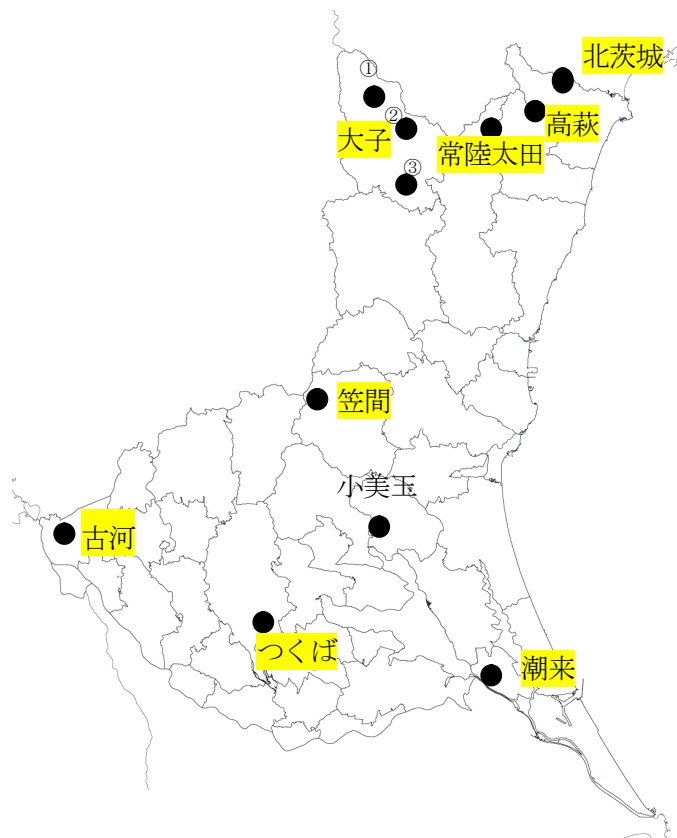 北茨城
①
②
高萩
大子
常陸太田
③
笠間
小美玉
古河
つくば
潮来